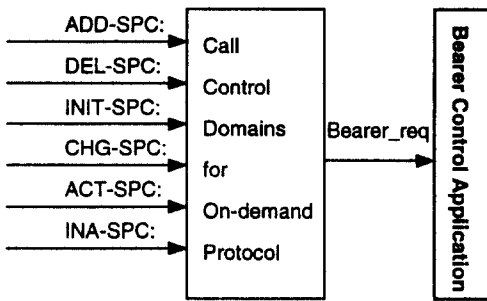 ADD-SPC:
DEL-SPC:
INIT-SPC:
CHG-SPC:
ACT-SPC:
INA-SPC:
Call
Control
Domains
for
On-demand
Protocol
Bearer_req
Bearer Control Application